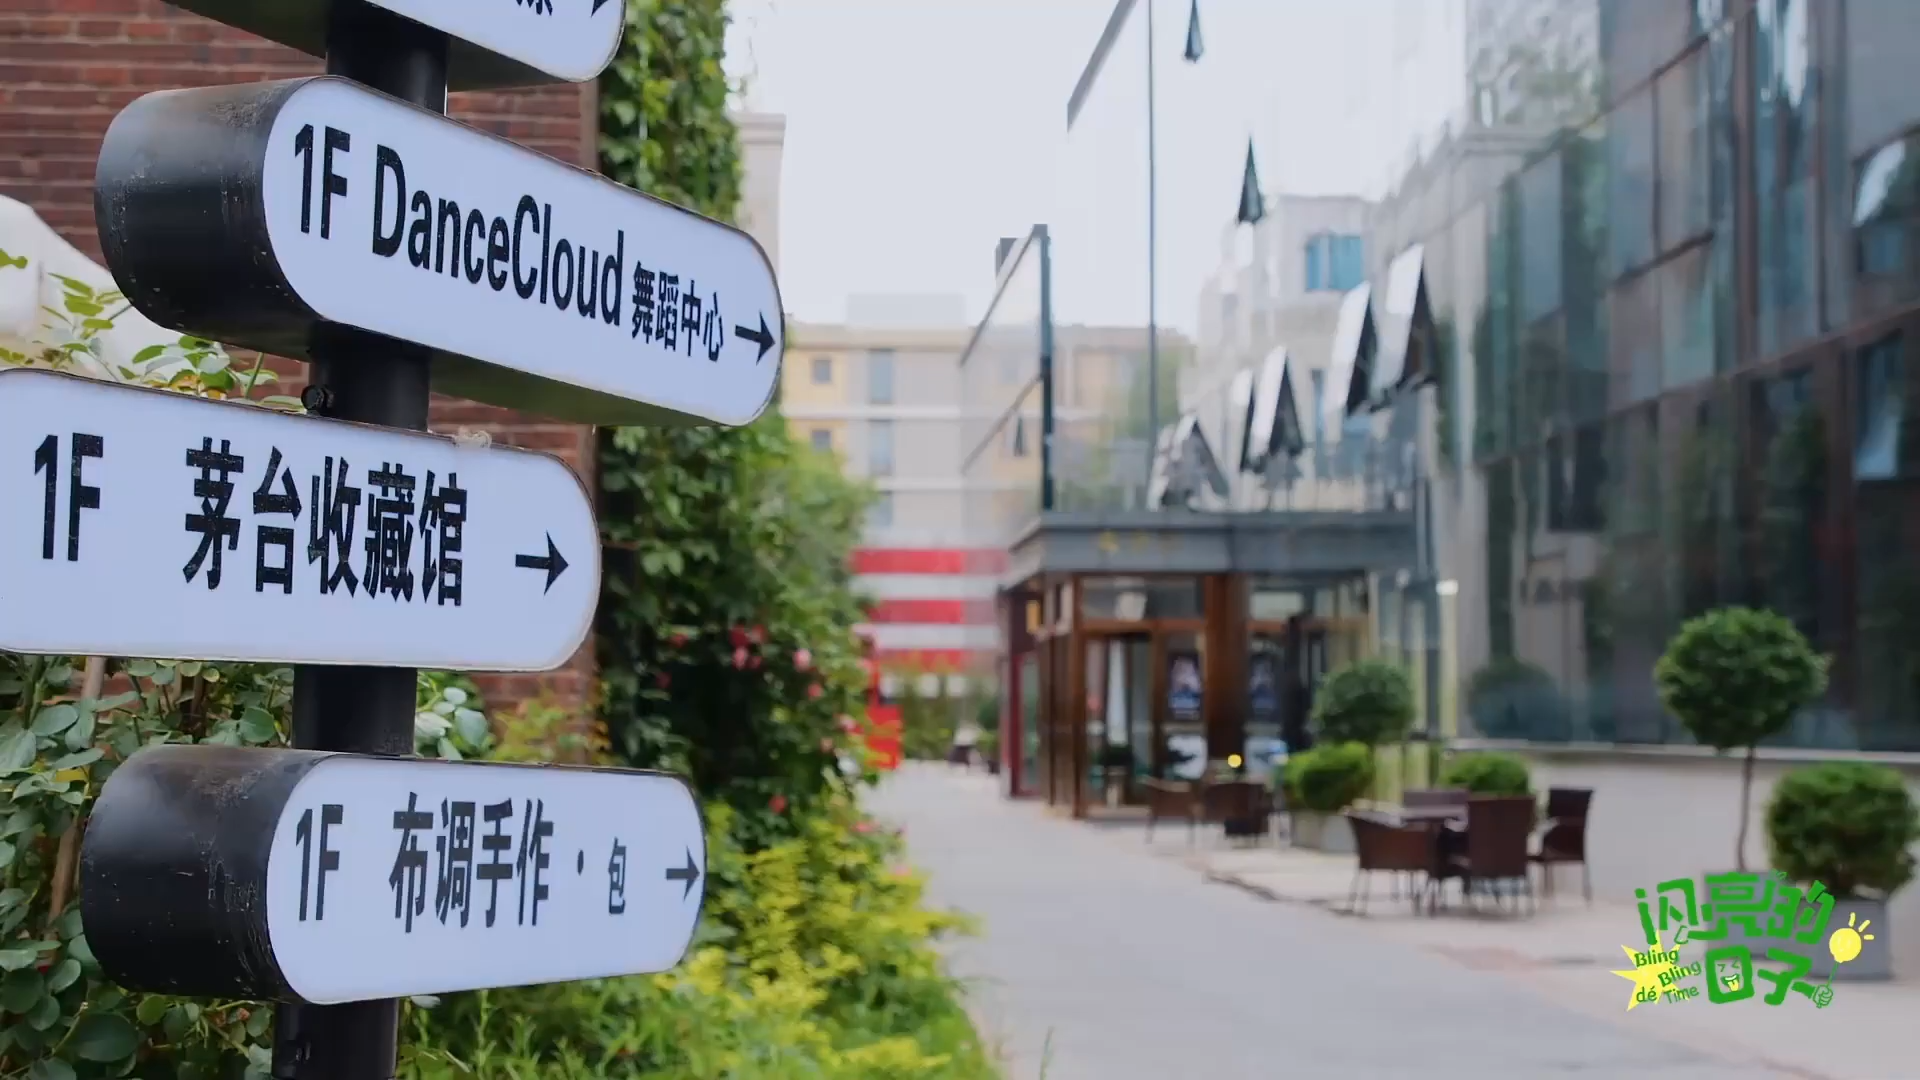 1F DanceCloud 舞蹈中心 →
1F 茅台收藏馆 →
1F 布调手作·包 →
闪亮的
日子
Bling
Bling
dé Time